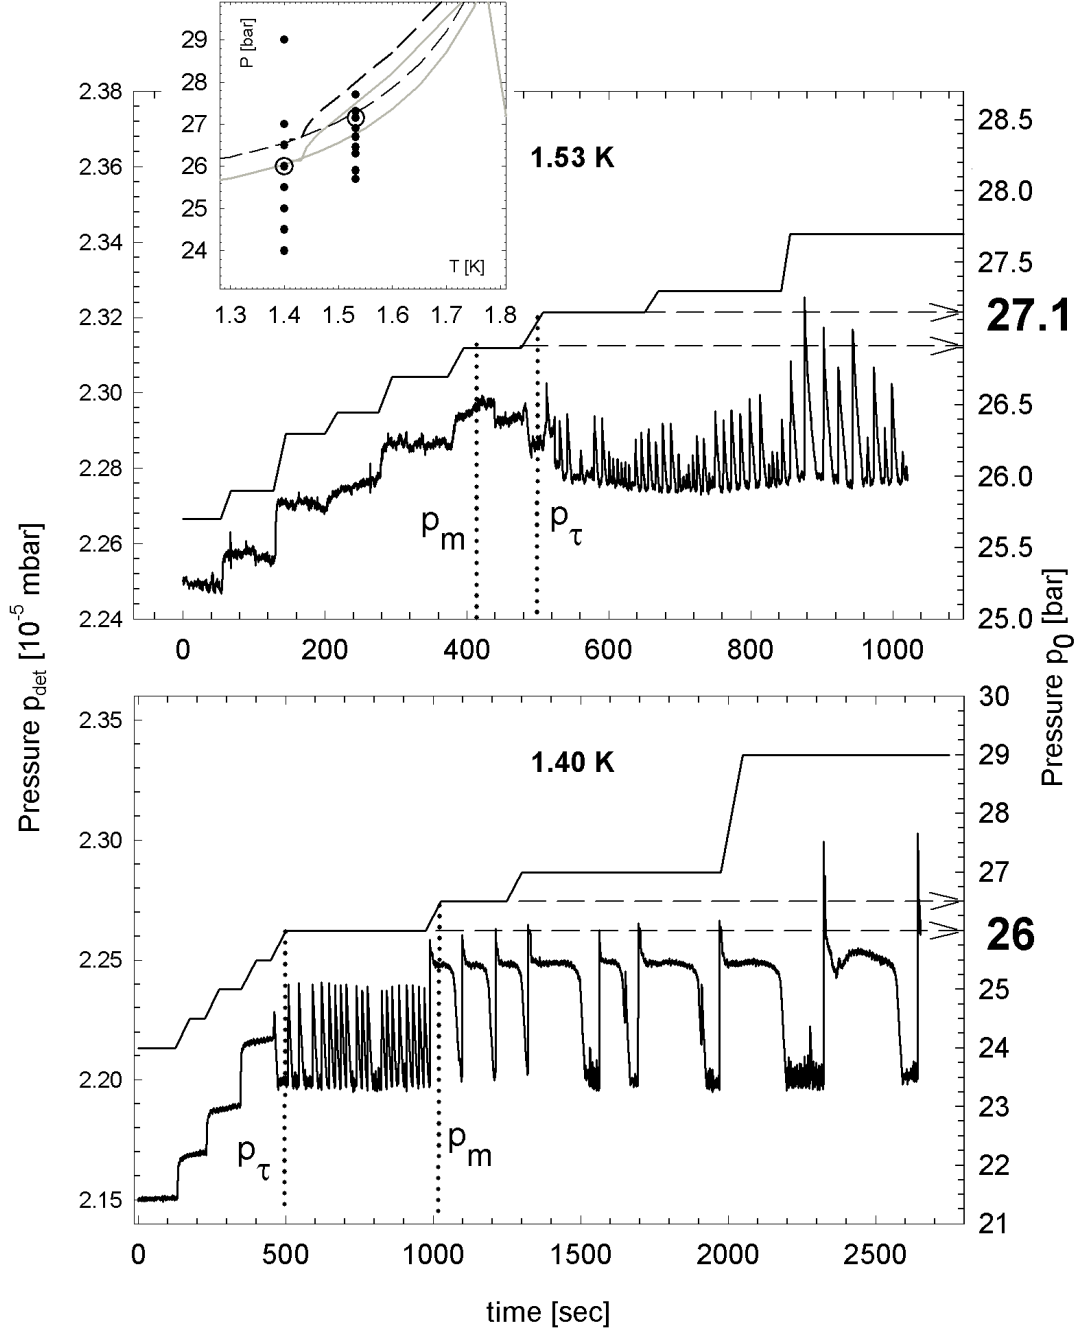 P [bar]
29
28
27
26
25
24
T [K]
1.3 1.4 1.5 1.6 1.7 1.8
2.38
2.36
2.34
2.32
2.30
2.28
2.26
2.24
1.53 K
28.5
28.0
27.5
27.1
26.5
26.0
25.5
25.0
p_m
p_τ
0 200 400 600 800 1000
Pressure p_det [10^-5 mbar]
Pressure p_0 [bar]
2.35
2.30
2.25
2.20
2.15
1.40 K
30
29
28
27
26
25
24
23
22
21
p_τ
p_m
0 500 1000 1500 2000 2500
time [sec]